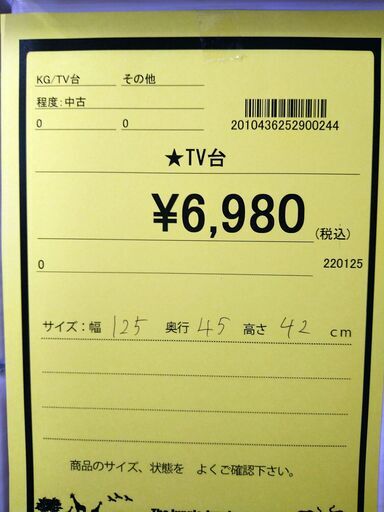 KG/TV台 その他
程度:中古
0 0
2010436252900244
★TV台
¥6,980(税込)
0 220125
サイズ:幅 125 奥行 45 高さ 42 cm
商品のサイズ、状態を よくご確認下さい。